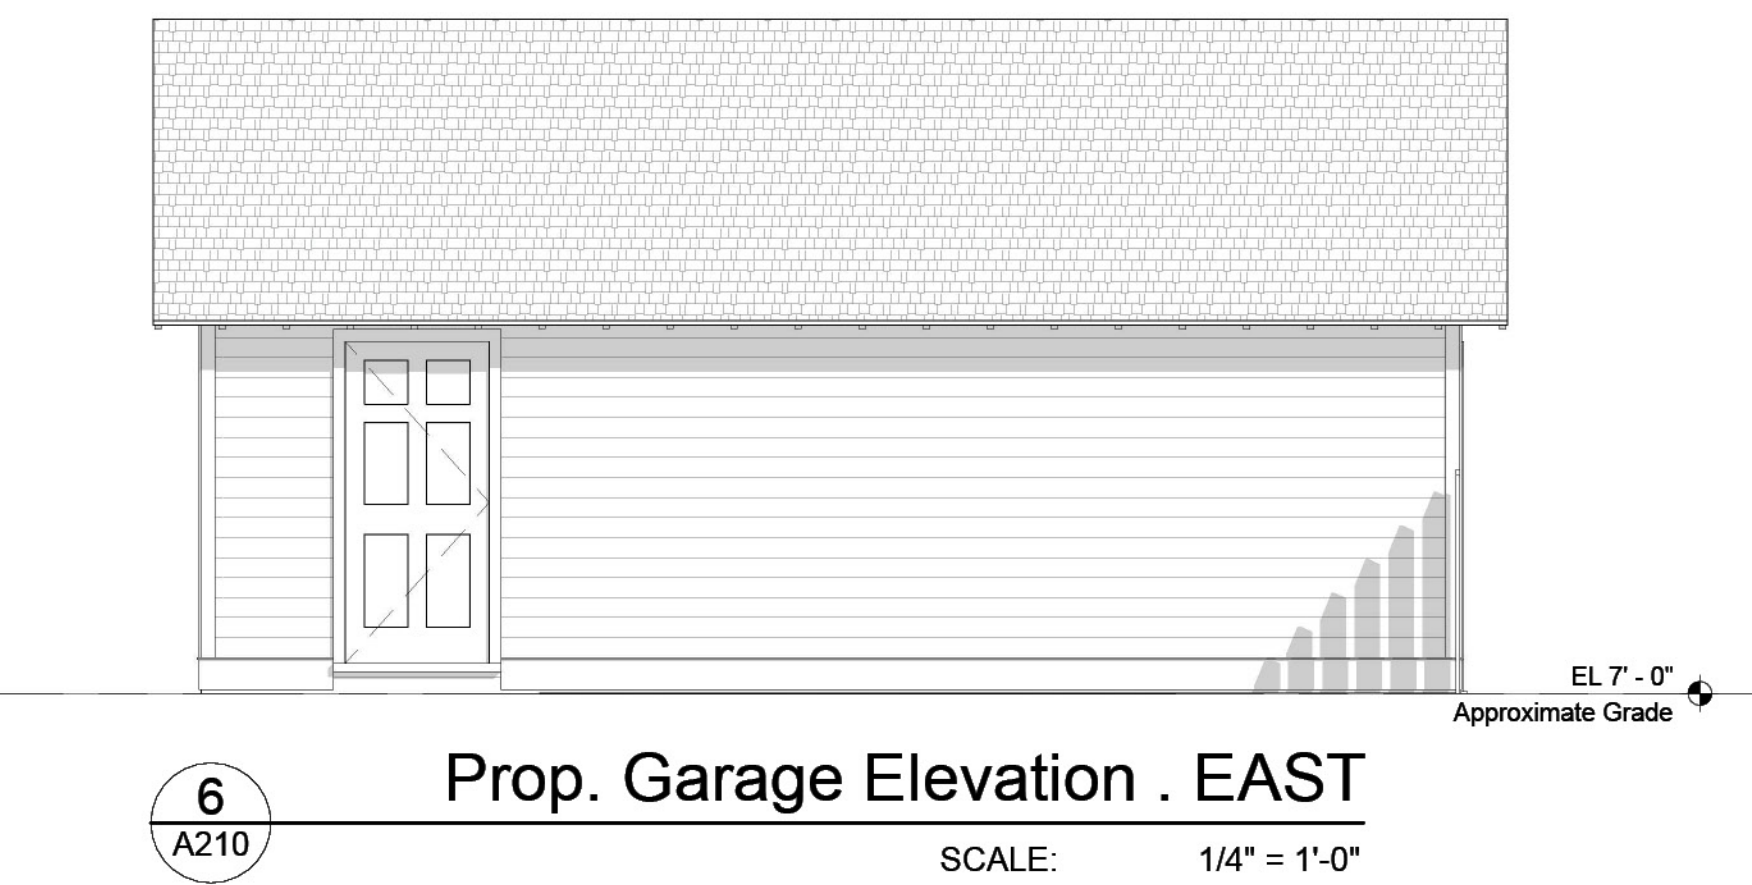 EL 7' - 0"
Approximate Grade
6
A210
Prop. Garage Elevation . EAST
SCALE: 1/4" = 1'-0"